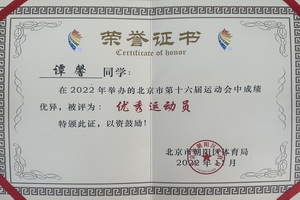 荣誉证书
Certificate of honor
谭馨 同学：
在2022年举办的北京市第十六届运动会中成绩
优异，被评为：优秀运动员
特颁此证，以资鼓励！
北京市朝阳区体育局
2022年 月